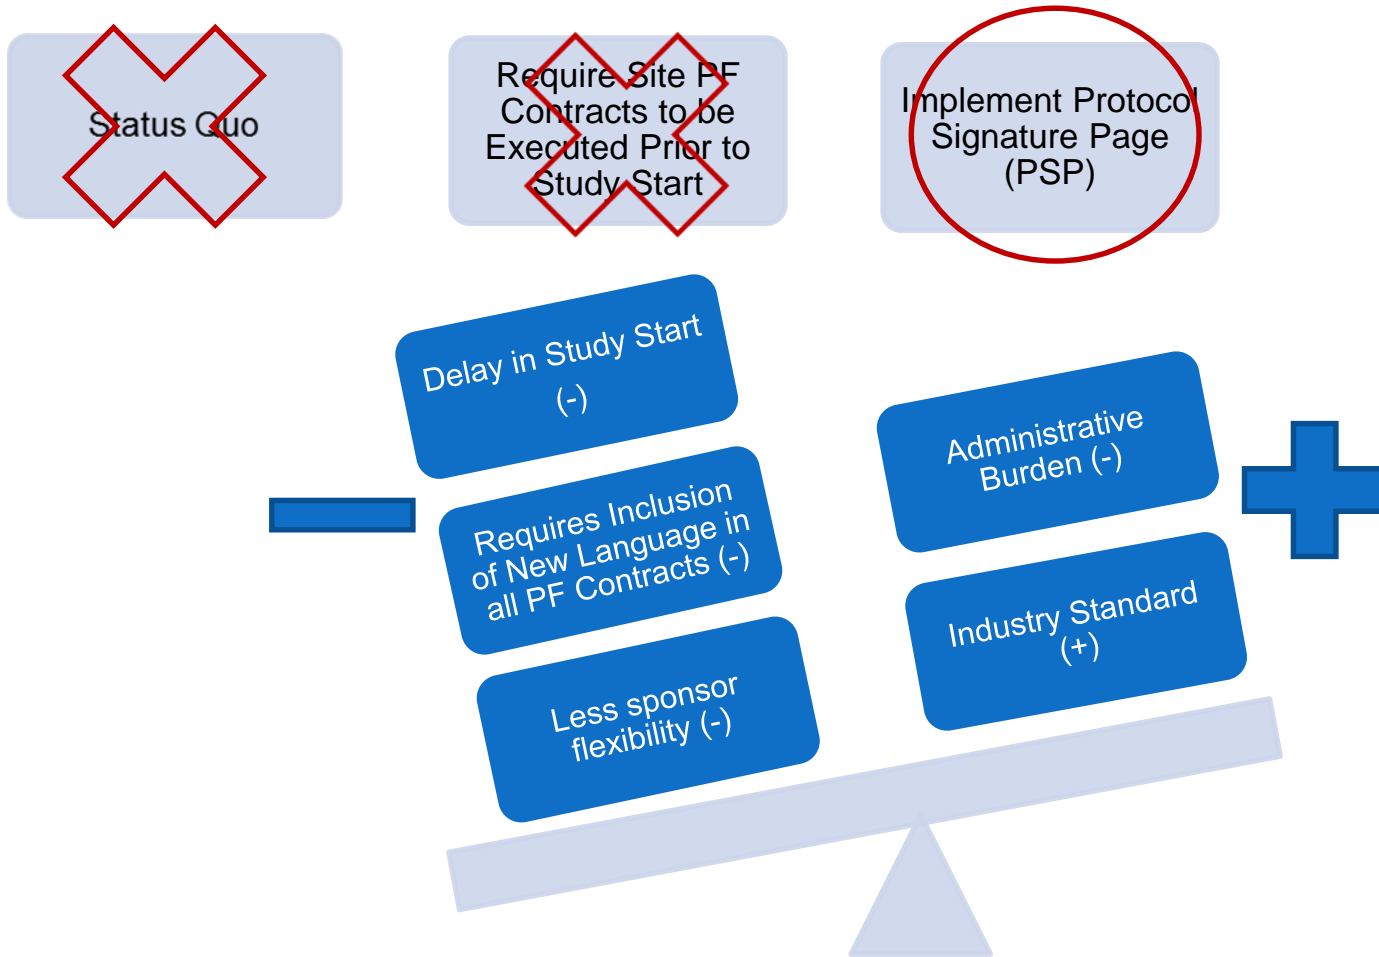 Status Quo
Require Site PF
Contracts to be
Executed Prior to
Study Start
Implement Protocol
Signature Page
(PSP)
Delay in Study Start
(-)
Requires Inclusion
of New Language in
all PF Contracts (-)
Less sponsor
flexibility (-)
Administrative
Burden (-)
Industry Standard
(+)